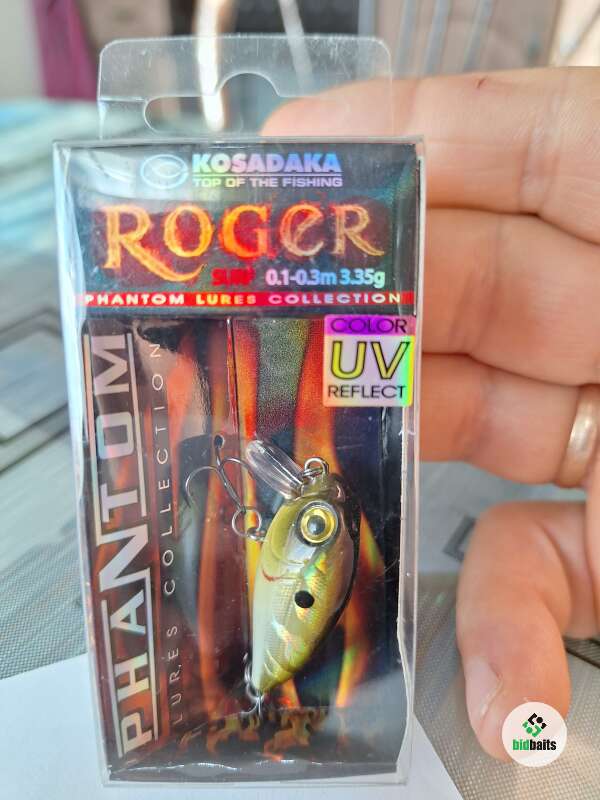 KOSADAKA
TOP OF THE FISHING
ROGER
SURF 0.1-0.3m 3.35g
PHANTOM LURES COLLECTION
COLOR
UV
REFLECT
PHANTOM
LURES COLLECTION
bidbaits